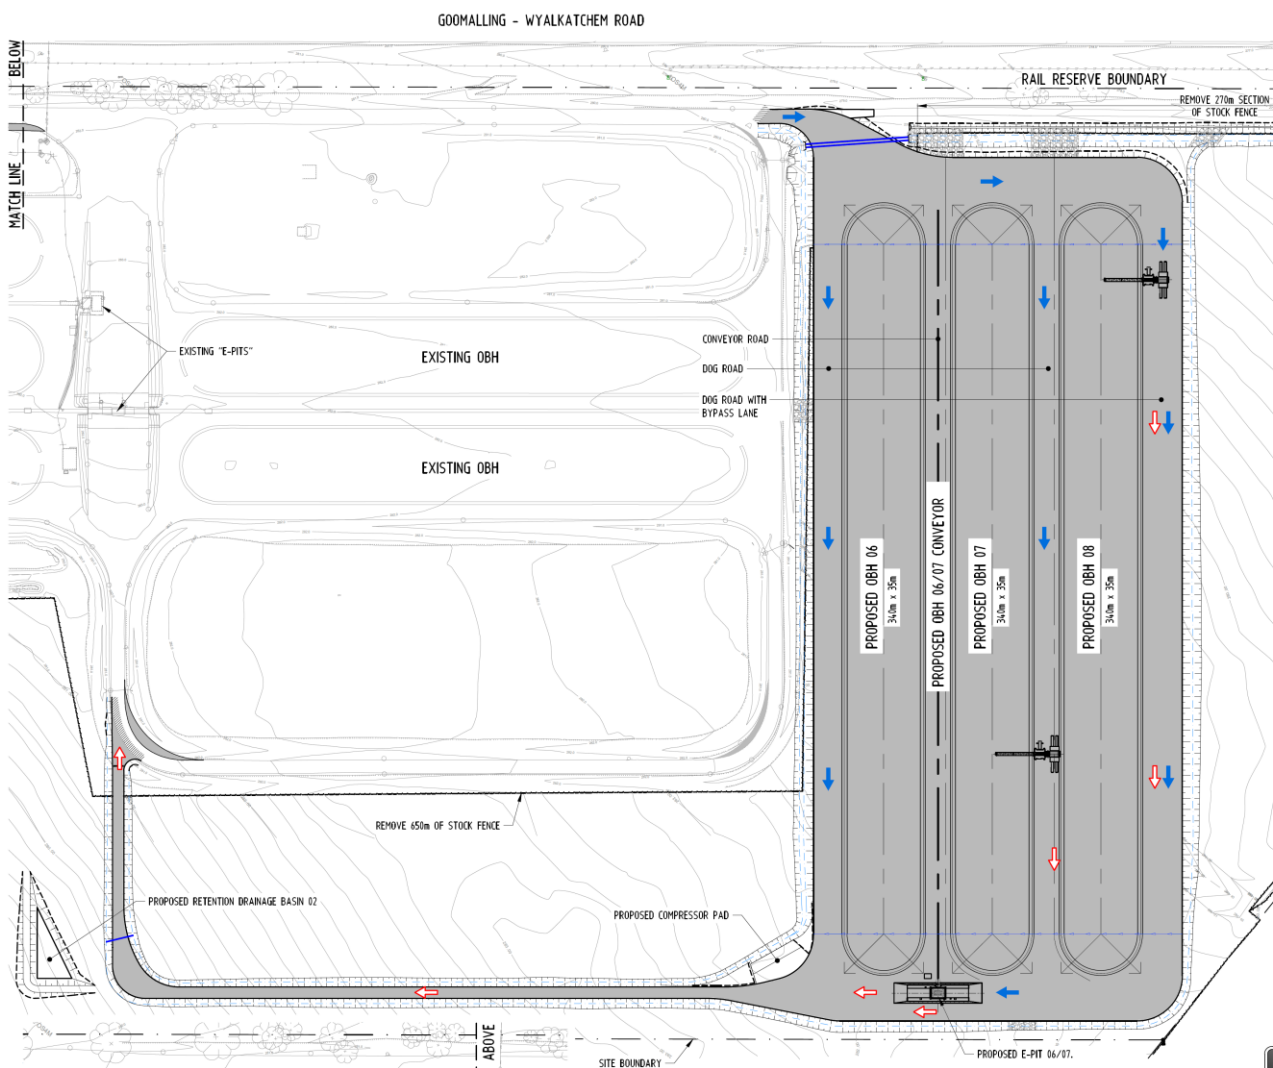 GOOMALLING - WYALKATCHEM ROAD
MATCH LINE BELOW
RAIL RESERVE BOUNDARY
REMOVE 270m SECTION
OF STOCK FENCE
EXISTING "E-PITS"
EXISTING OBH
EXISTING OBH
CONVEYOR ROAD
DOG ROAD
DOG ROAD WITH
BYPASS LANE
PROPOSED OBH 06
340m x 35m
PROPOSED OBH 06/07 CONVEYOR
PROPOSED OBH 07
340m x 35m
PROPOSED OBH 08
340m x 35m
REMOVE 650m OF STOCK FENCE
PROPOSED RETENTION DRAINAGE BASIN 02
PROPOSED COMPRESSOR PAD
ABOVE
SITE BOUNDARY
PROPOSED E-PIT 06/07.